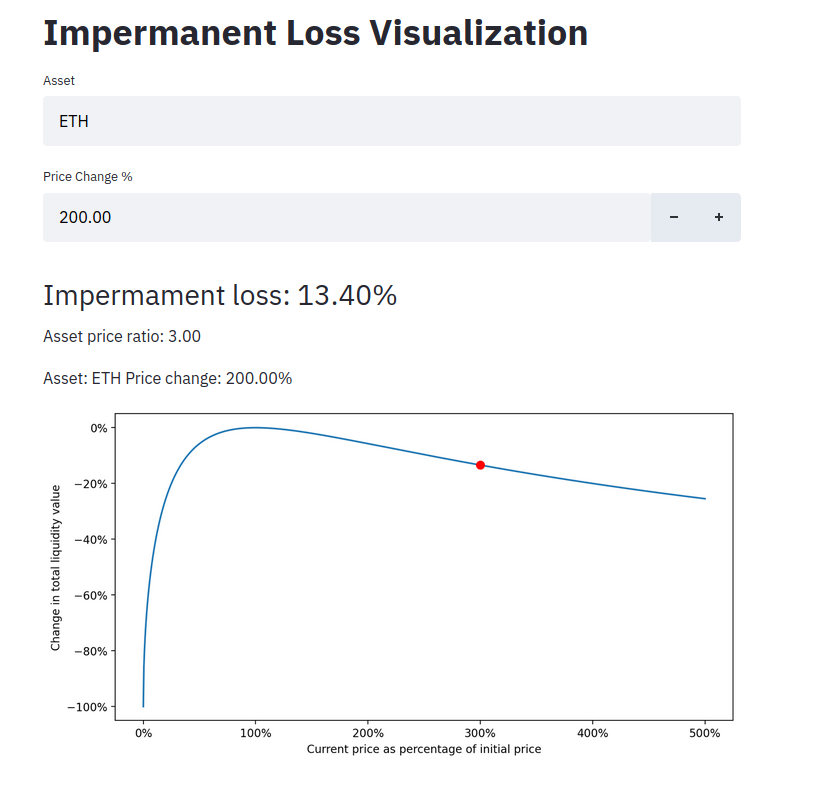 Impermanent Loss Visualization
Asset
ETH
Price Change %
200.00
− +
Impermament loss: 13.40%
Asset price ratio: 3.00
Asset: ETH Price change: 200.00%
0%
−20%
−40%
−60%
−80%
−100%
Change in total liquidity value
0% 100% 200% 300% 400% 500%
Current price as percentage of initial price